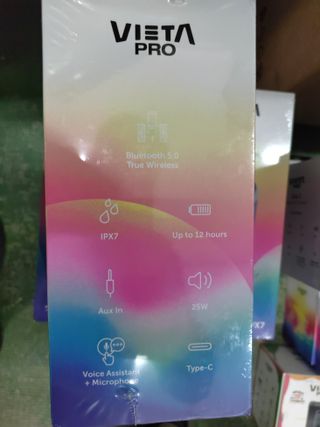 VIETA
PRO
Bluetooth 5.0
True Wireless
IPX7
Up to 12 hours
Aux In
25W
Voice Assistant
+ Microphone
Type-C
PX7